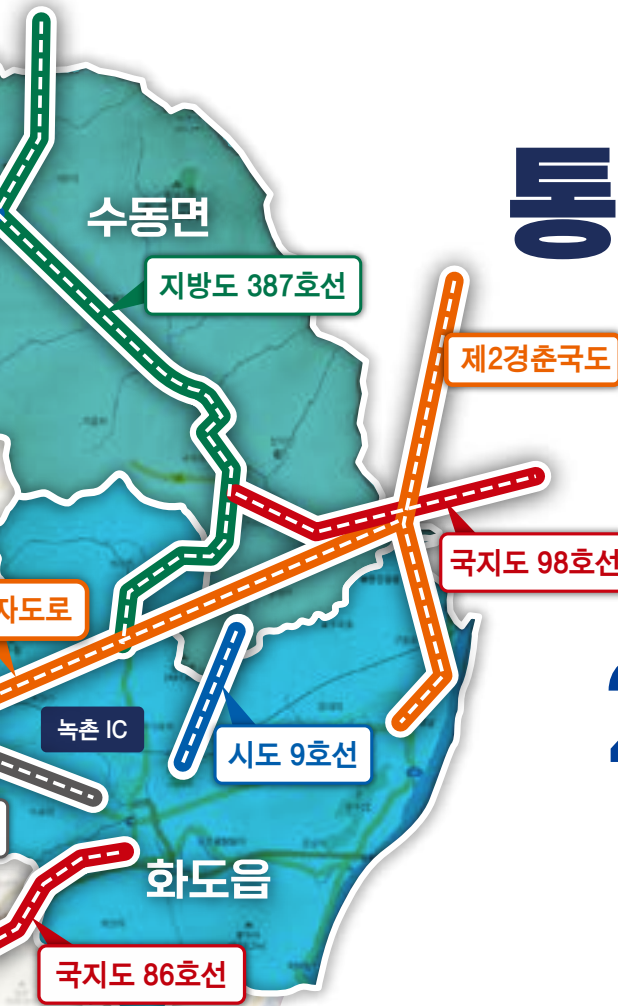 통
수동면
지방도 387호선
제2경춘국도
국지도 98호선
자도로
녹촌 IC
시도 9호선
2
화도읍
국지도 86호선